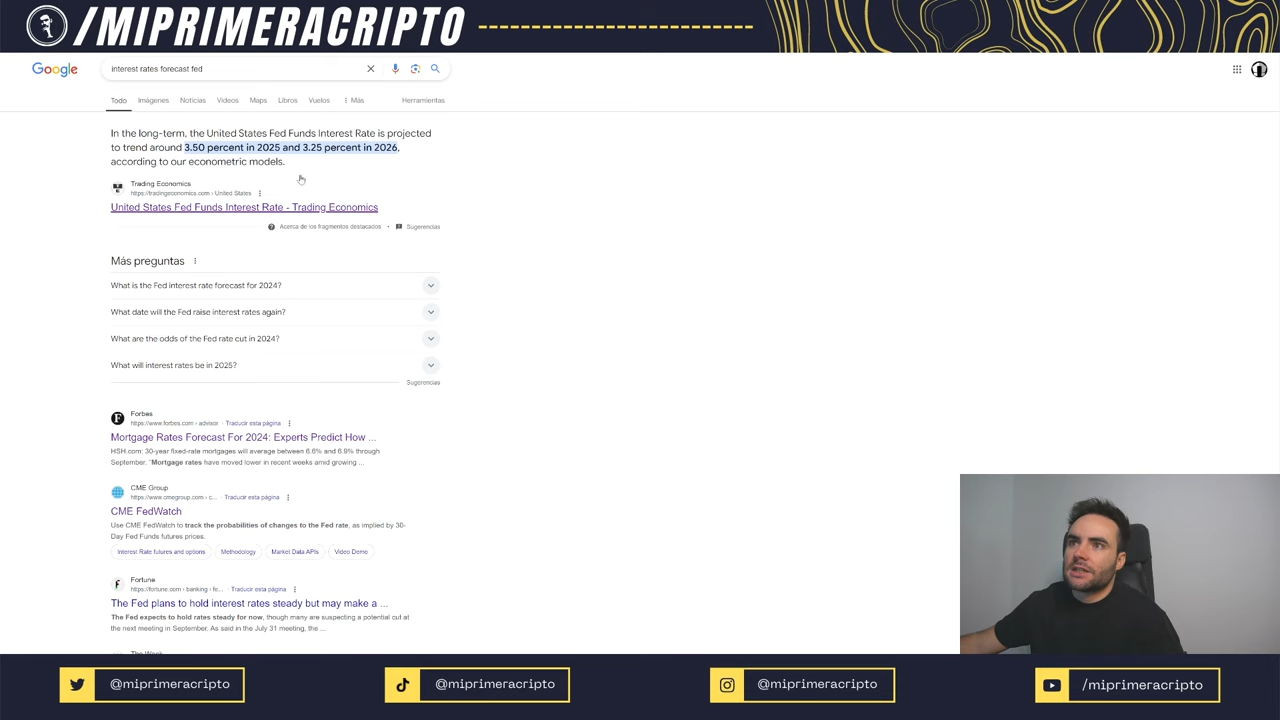 /MIPRIMERACRIPTO
Google
interest rates forecast fed
Todo Imágenes Noticias Vídeos Maps Libros Vuelos Más Herramientas
In the long-term, the United States Fed Funds Interest Rate is projected
to trend around 3.50 percent in 2025 and 3.25 percent in 2026,
according to our econometric models.
Trading Economics
https://tradingeconomics.com › United States
United States Fed Funds Interest Rate - Trading Economics
Acerca de los fragmentos destacados • Sugerencias
Más preguntas
What is the Fed interest rate forecast for 2024?
What date will the Fed raise interest rates again?
What are the odds of the Fed rate cut in 2024?
What will interest rates be in 2025?
Sugerencias
Forbes
https://www.forbes.com › advisor · Traducir esta página
Mortgage Rates Forecast For 2024: Experts Predict How ...
HSH.com: 30-year fixed-rate mortgages will average between 6.6% and 6.9% through
September. "Mortgage rates have moved lower in recent weeks amid growing ...
CME Group
https://www.cmegroup.com › c... · Traducir esta página
CME FedWatch
Use CME FedWatch to track the probabilities of changes to the Fed rate, as implied by 30-
Day Fed Funds futures prices.
Interest Rate futures and options Methodology Market Data APIs Video Demo
Fortune
https://fortune.com › banking › fe... · Traducir esta página
The Fed plans to hold interest rates steady but may make a ...
The Fed expects to hold rates steady for now, though many are suspecting a potential cut at
the next meeting in September. As said in the July 31 meeting, the ...
The Week
@miprimeracripto @miprimeracripto @miprimeracripto /miprimeracripto